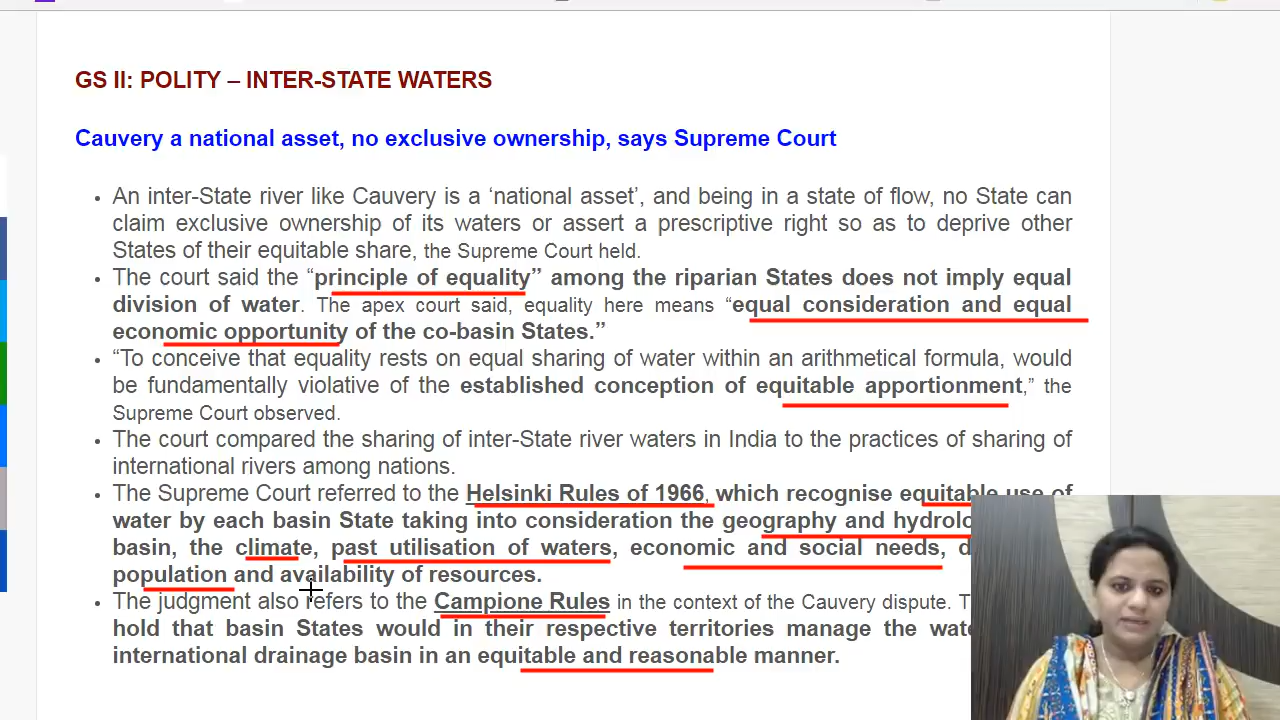 GS II: POLITY – INTER-STATE WATERS
Cauvery a national asset, no exclusive ownership, says Supreme Court
• An inter-State river like Cauvery is a ‘national asset’, and being in a state of flow, no State can
claim exclusive ownership of its waters or assert a prescriptive right so as to deprive other
States of their equitable share, the Supreme Court held.
• The court said the “principle of equality” among the riparian States does not imply equal
division of water. The apex court said, equality here means “equal consideration and equal
economic opportunity of the co-basin States.”
• “To conceive that equality rests on equal sharing of water within an arithmetical formula, would
be fundamentally violative of the established conception of equitable apportionment,” the
Supreme Court observed.
• The court compared the sharing of inter-State river waters in India to the practices of sharing of
international rivers among nations.
• The Supreme Court referred to the Helsinki Rules of 1966, which recognise equitable use of
water by each basin State taking into consideration the geography and
basin, the climate, past utilisation of waters, economic and social needs,
population and availability of resources.
• The judgment also refers to the Campione Rules in the context of the Cauvery dispute.
hold that basin States would in their respective territories manage the
international drainage basin in an equitable and reasonable manner.